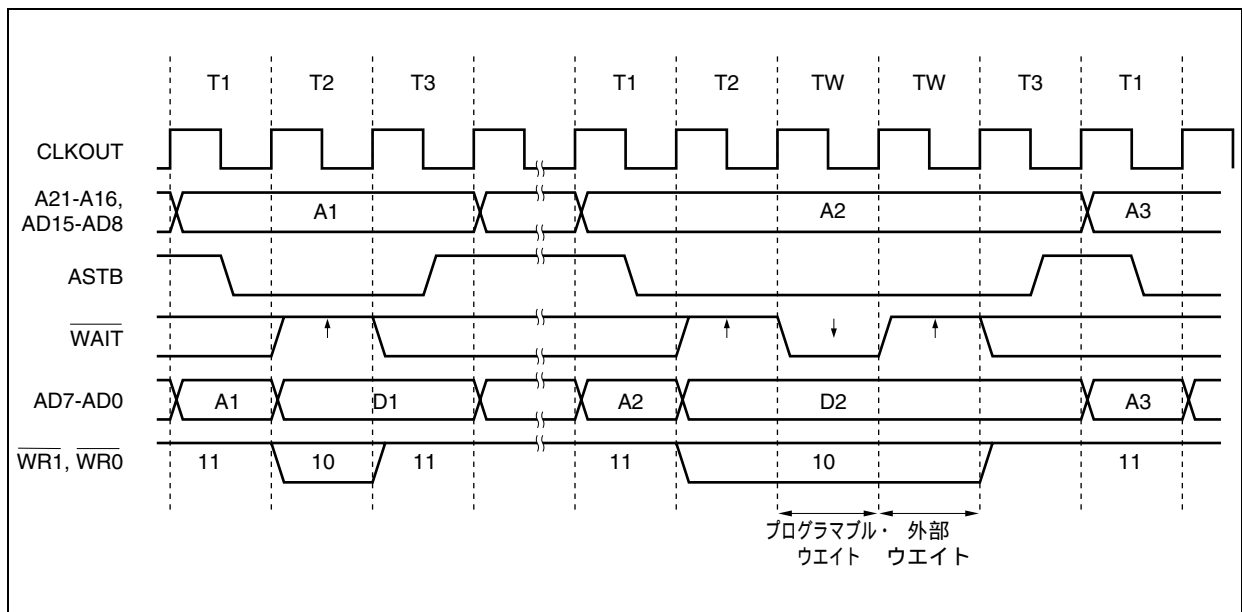 T1 T2 T3 T1 T2 TW TW T3 T1
CLKOUT
A21-A16,
AD15-AD8
A1 A2 A3
ASTB
WAIT
AD7-AD0 A1 D1 A2 D2 A3
WR1, WR0 11 10 11 11 10 11
プログラマブル・
ウエイト
外部
ウエイト